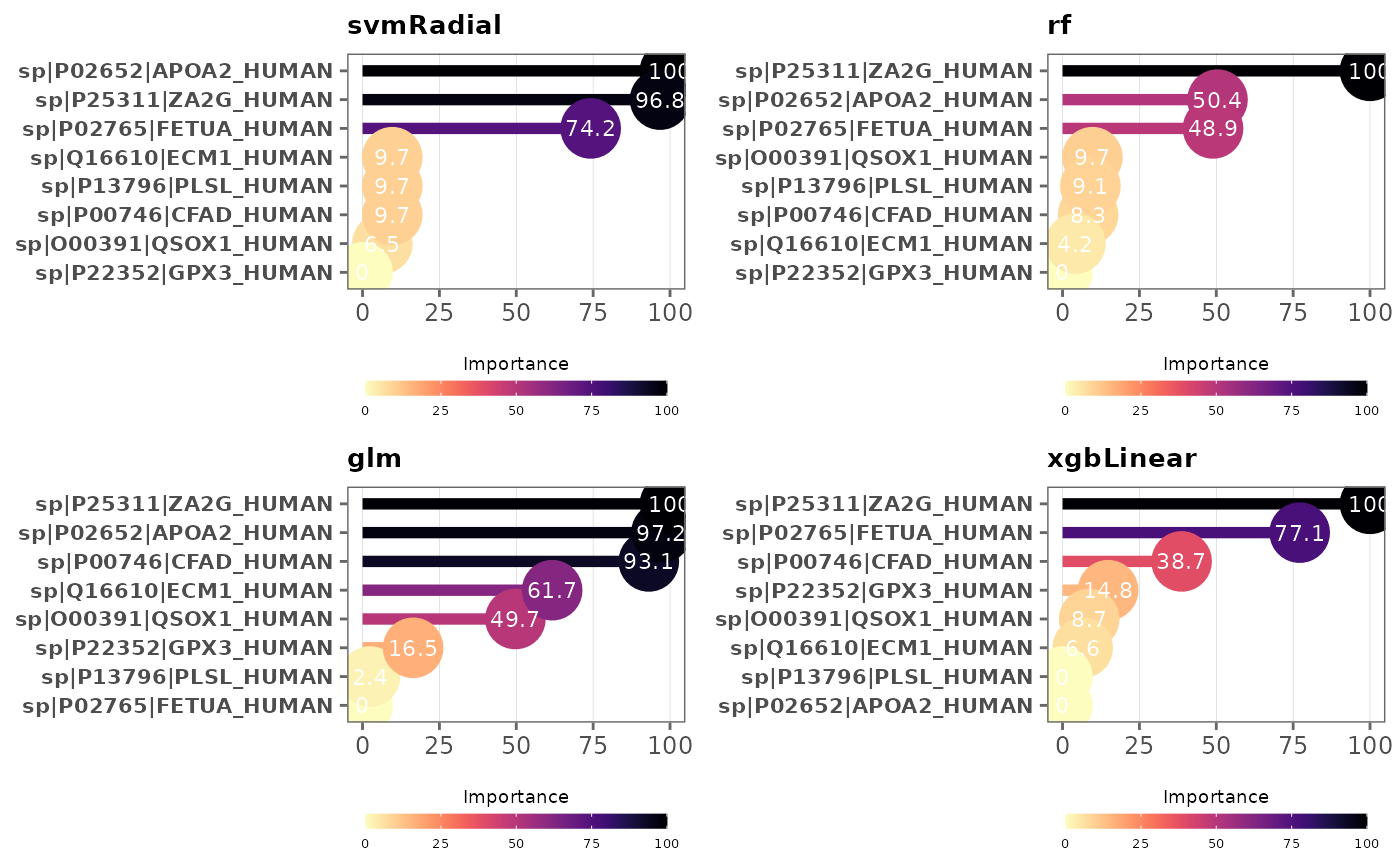 svmRadial
sp|P02652|APOA2_HUMAN 100
sp|P25311|ZA2G_HUMAN 96.8
sp|P02765|FETUA_HUMAN 74.2
sp|Q16610|ECM1_HUMAN 9.7
sp|P13796|PLSL_HUMAN 9.7
sp|P00746|CFAD_HUMAN 9.7
sp|O00391|QSOX1_HUMAN 6.5
sp|P22352|GPX3_HUMAN 0
0 25 50 75 100
Importance
0 25 50 75 100
rf
sp|P25311|ZA2G_HUMAN 100
sp|P02652|APOA2_HUMAN 50.4
sp|P02765|FETUA_HUMAN 48.9
sp|O00391|QSOX1_HUMAN 9.7
sp|P13796|PLSL_HUMAN 9.1
sp|P00746|CFAD_HUMAN 8.3
sp|Q16610|ECM1_HUMAN 4.2
sp|P22352|GPX3_HUMAN 0
0 25 50 75 100
Importance
0 25 50 75 100
glm
sp|P25311|ZA2G_HUMAN 100
sp|P02652|APOA2_HUMAN 97.2
sp|P00746|CFAD_HUMAN 93.1
sp|Q16610|ECM1_HUMAN 61.7
sp|O00391|QSOX1_HUMAN 49.7
sp|P22352|GPX3_HUMAN 16.5
sp|P13796|PLSL_HUMAN 2.4
sp|P02765|FETUA_HUMAN 0
0 25 50 75 100
Importance
0 25 50 75 100
xgbLinear
sp|P25311|ZA2G_HUMAN 100
sp|P02765|FETUA_HUMAN 77.1
sp|P00746|CFAD_HUMAN 38.7
sp|P22352|GPX3_HUMAN 14.8
sp|O00391|QSOX1_HUMAN 8.7
sp|Q16610|ECM1_HUMAN 6.6
sp|P13796|PLSL_HUMAN 0
sp|P02652|APOA2_HUMAN 0
0 25 50 75 100
Importance
0 25 50 75 100